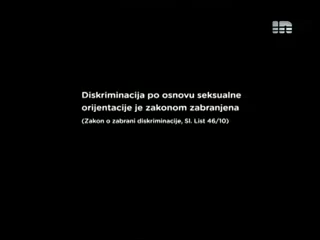 Diskriminacija po osnovu seksualne
orijentacije je zakonom zabranjena
(Zakon o zabrani diskriminacije, Sl. List 46/10)